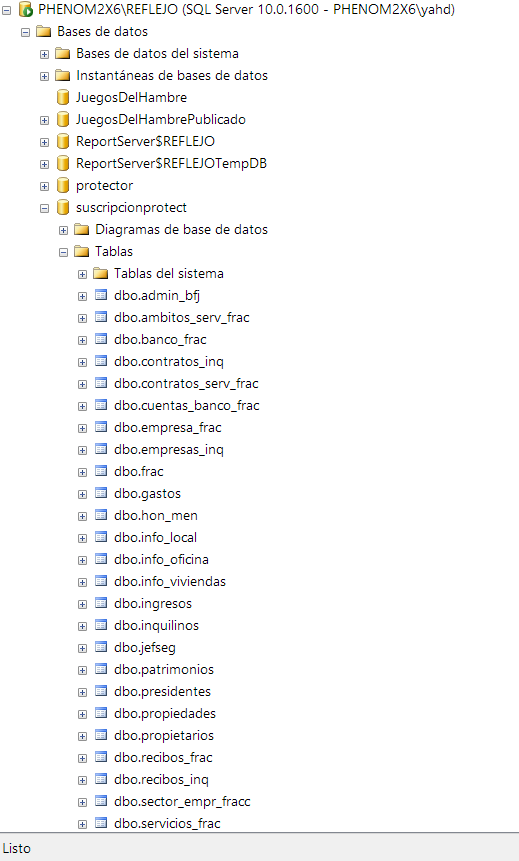 PHENOM2X6\REFLEJO (SQL Server 10.0.1600 - PHENOM2X6\yahd)
Bases de datos
Bases de datos del sistema
Instantáneas de bases de datos
JuegosDelHambre
JuegosDelHambrePublicado
ReportServer$REFLEJO
ReportServer$REFLEJOTempDB
protector
suscripcionprotect
Diagramas de base de datos
Tablas
Tablas del sistema
dbo.admin_bfj
dbo.ambitos_serv_frac
dbo.banco_frac
dbo.contratos_inq
dbo.contratos_serv_frac
dbo.cuentas_banco_frac
dbo.empresa_frac
dbo.empresas_inq
dbo.frac
dbo.gastos
dbo.hon_men
dbo.info_local
dbo.info_oficina
dbo.info_viviendas
dbo.ingresos
dbo.inquilinos
dbo.jefseg
dbo.patrimonios
dbo.presidentes
dbo.propiedades
dbo.propietarios
dbo.recibos_frac
dbo.recibos_inq
dbo.sector_empr_fracc
dbo.servicios_frac
Listo